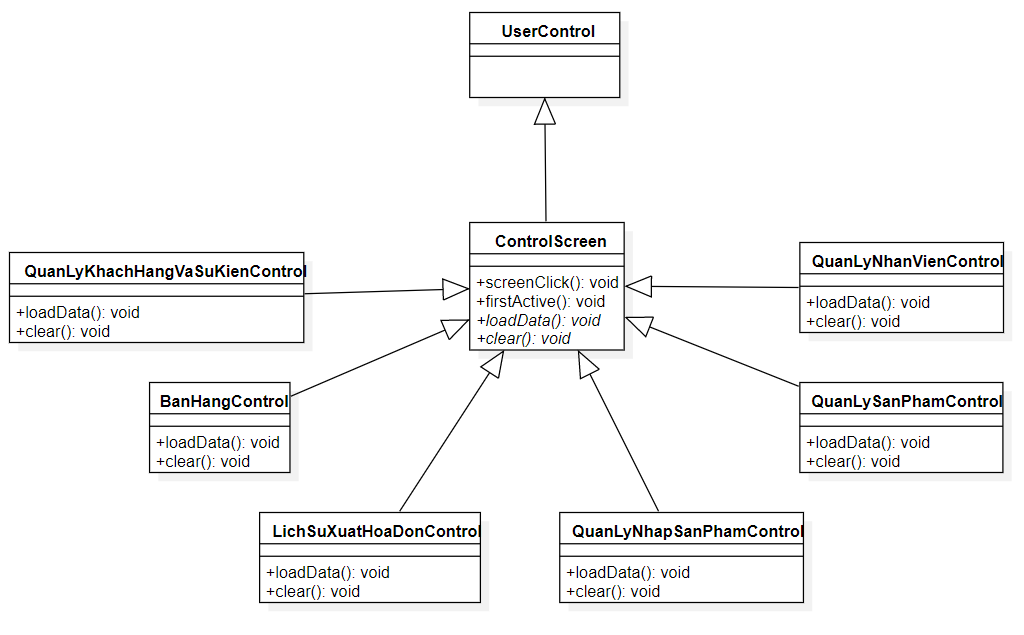 UserControl
ControlScreen
+screenClick(): void
+firstActive(): void
+loadData(): void
+clear(): void
QuanLyKhachHangVaSuKienControl
+loadData(): void
+clear(): void
QuanLyNhanVienControl
+loadData(): void
+clear(): void
BanHangControl
+loadData(): void
+clear(): void
QuanLySanPhamControl
+loadData(): void
+clear(): void
LichSuXuatHoaDonControl
+loadData(): void
+clear(): void
QuanLyNhapSanPhamControl
+loadData(): void
+clear(): void